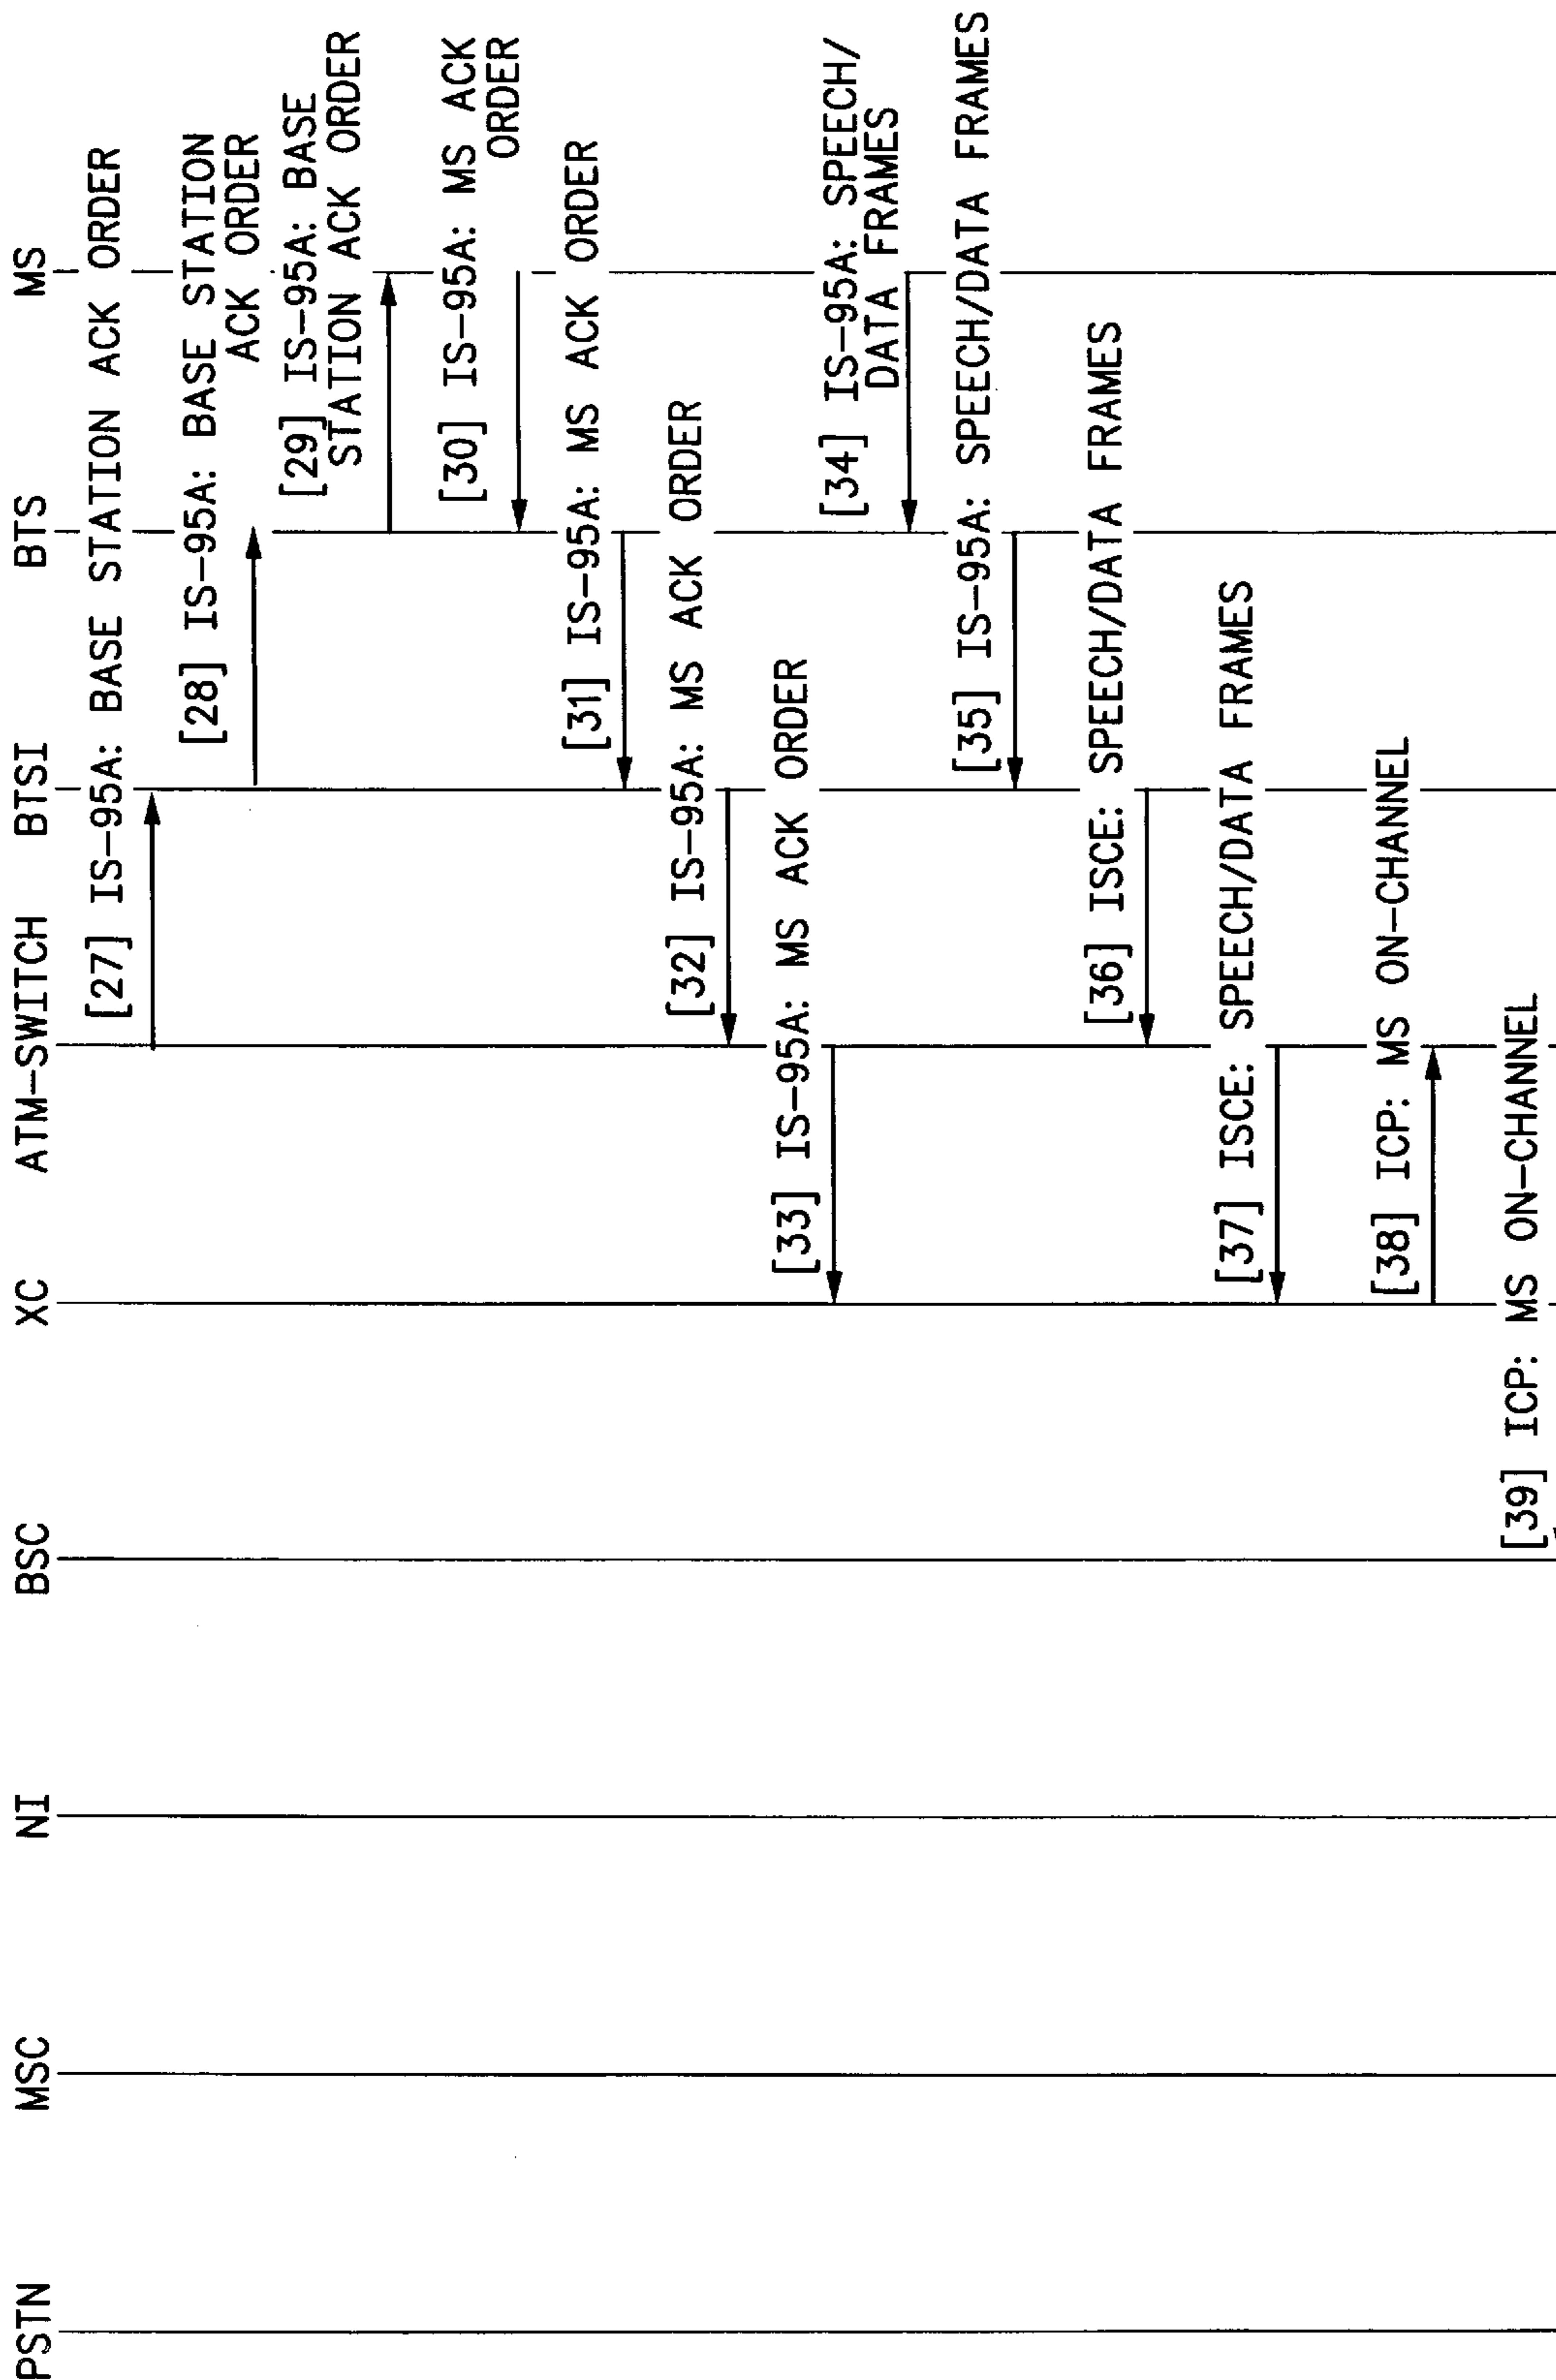 PSTN MSC NI BSC XC ATM-SWITCH BTSI BTS MS
[27] IS-95A: BASE STATION ACK ORDER
[28] IS-95A: BASE STATION
ACK ORDER
[29] IS-95A: BASE
STATION ACK ORDER
[30] IS-95A: MS ACK
ORDER
[31] IS-95A: MS ACK ORDER
[32] IS-95A: MS ACK ORDER
[33] IS-95A: MS ACK ORDER
[34] IS-95A: SPEECH/
DATA FRAMES
[35] IS-95A: SPEECH/DATA FRAMES
[36] ISCE: SPEECH/DATA FRAMES
[37] ISCE: SPEECH/DATA FRAMES
[38] ICP: MS ON-CHANNEL
[39] ICP: MS ON-CHANNEL